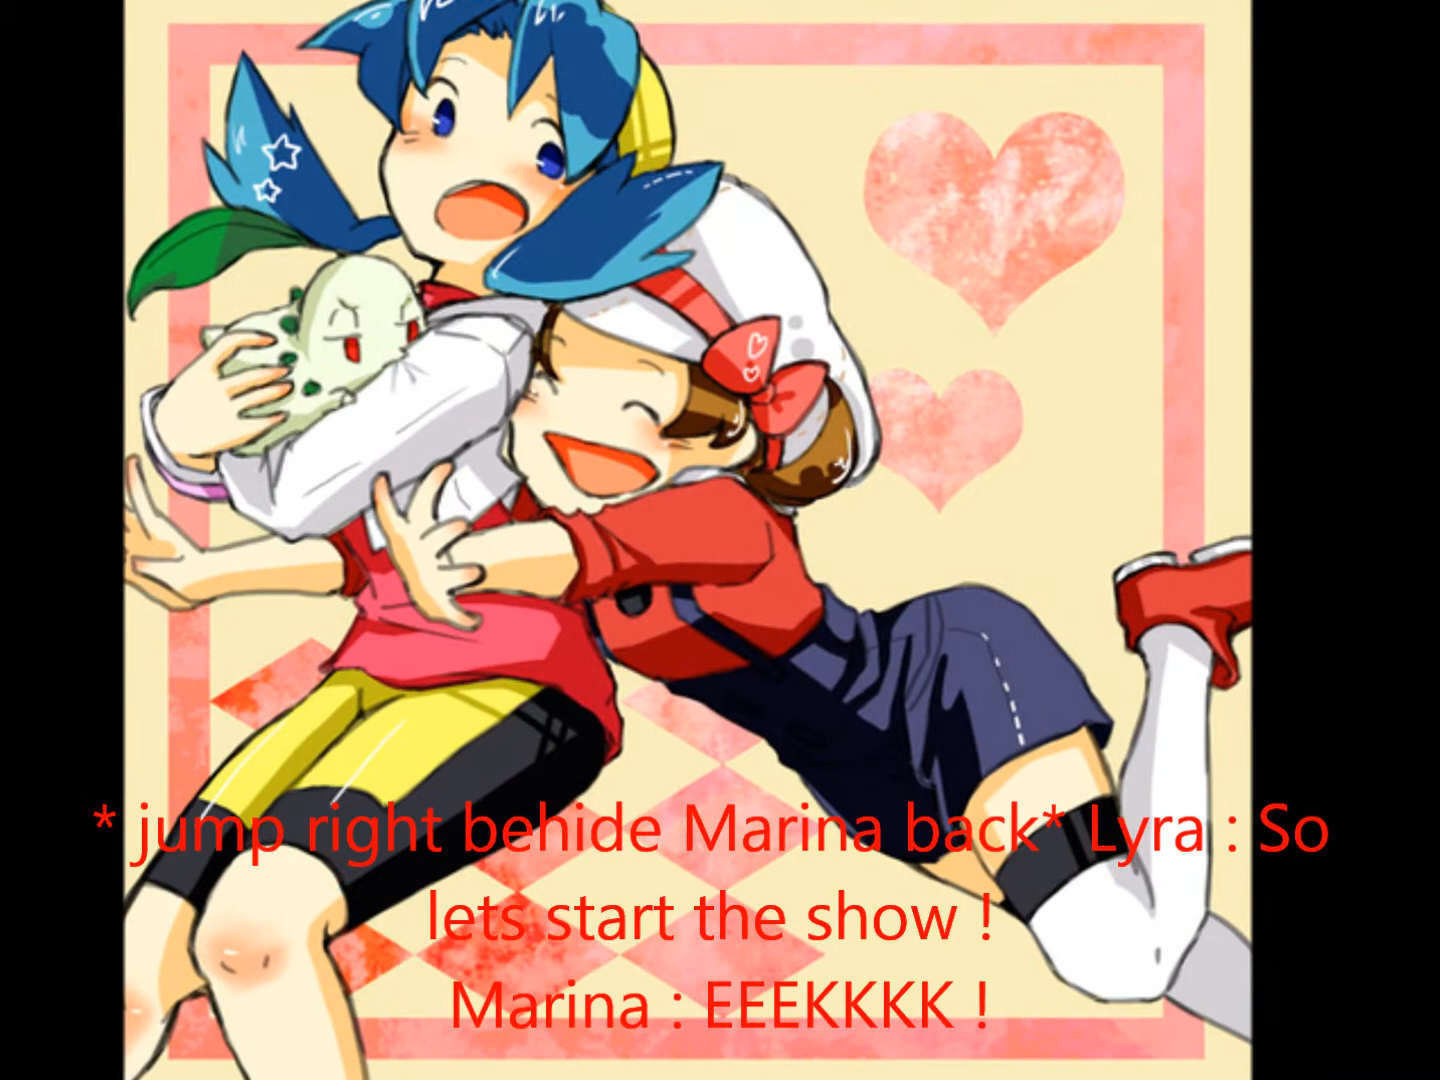 * jump right behide Marina back* Lyra : So
lets start the show !
Marina : EEEKKKK !